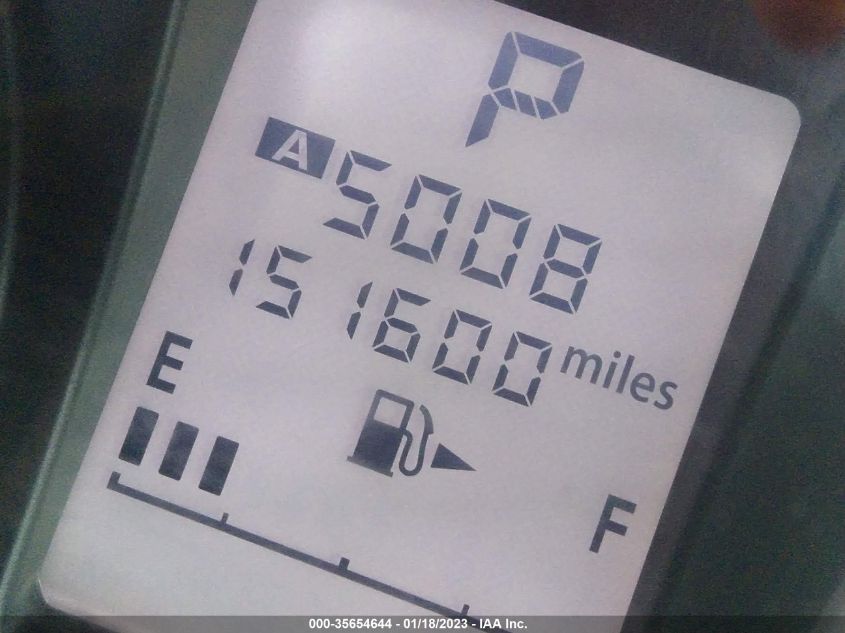 P
A 5008
151600 miles
E
F
000-35654644 - 01/18/2023 - IAA Inc.